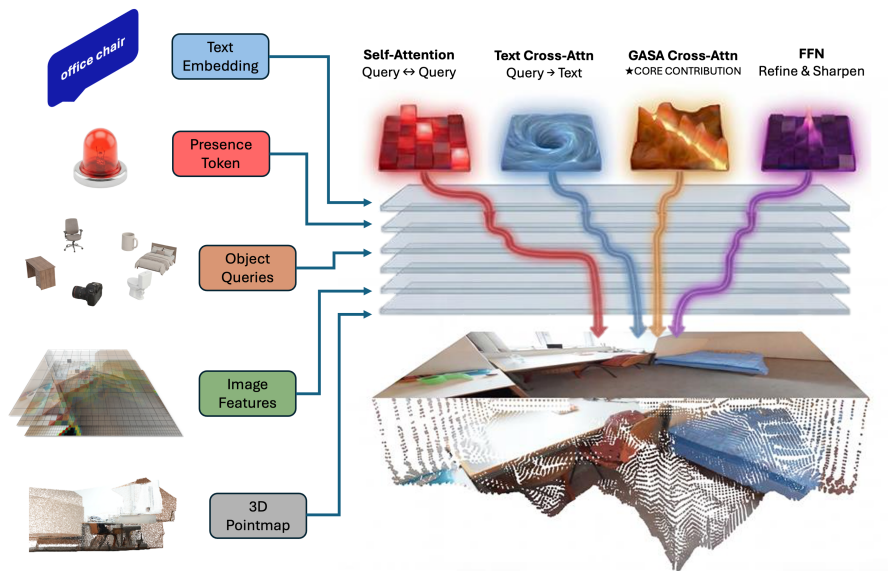 office chair
Text
Embedding
Presence
Token
Object
Queries
Image
Features
3D
Pointmap
Self-Attention
Query ↔ Query
Text Cross-Attn
Query → Text
GASA Cross-Attn
★CORE CONTRIBUTION
FFN
Refine & Sharpen